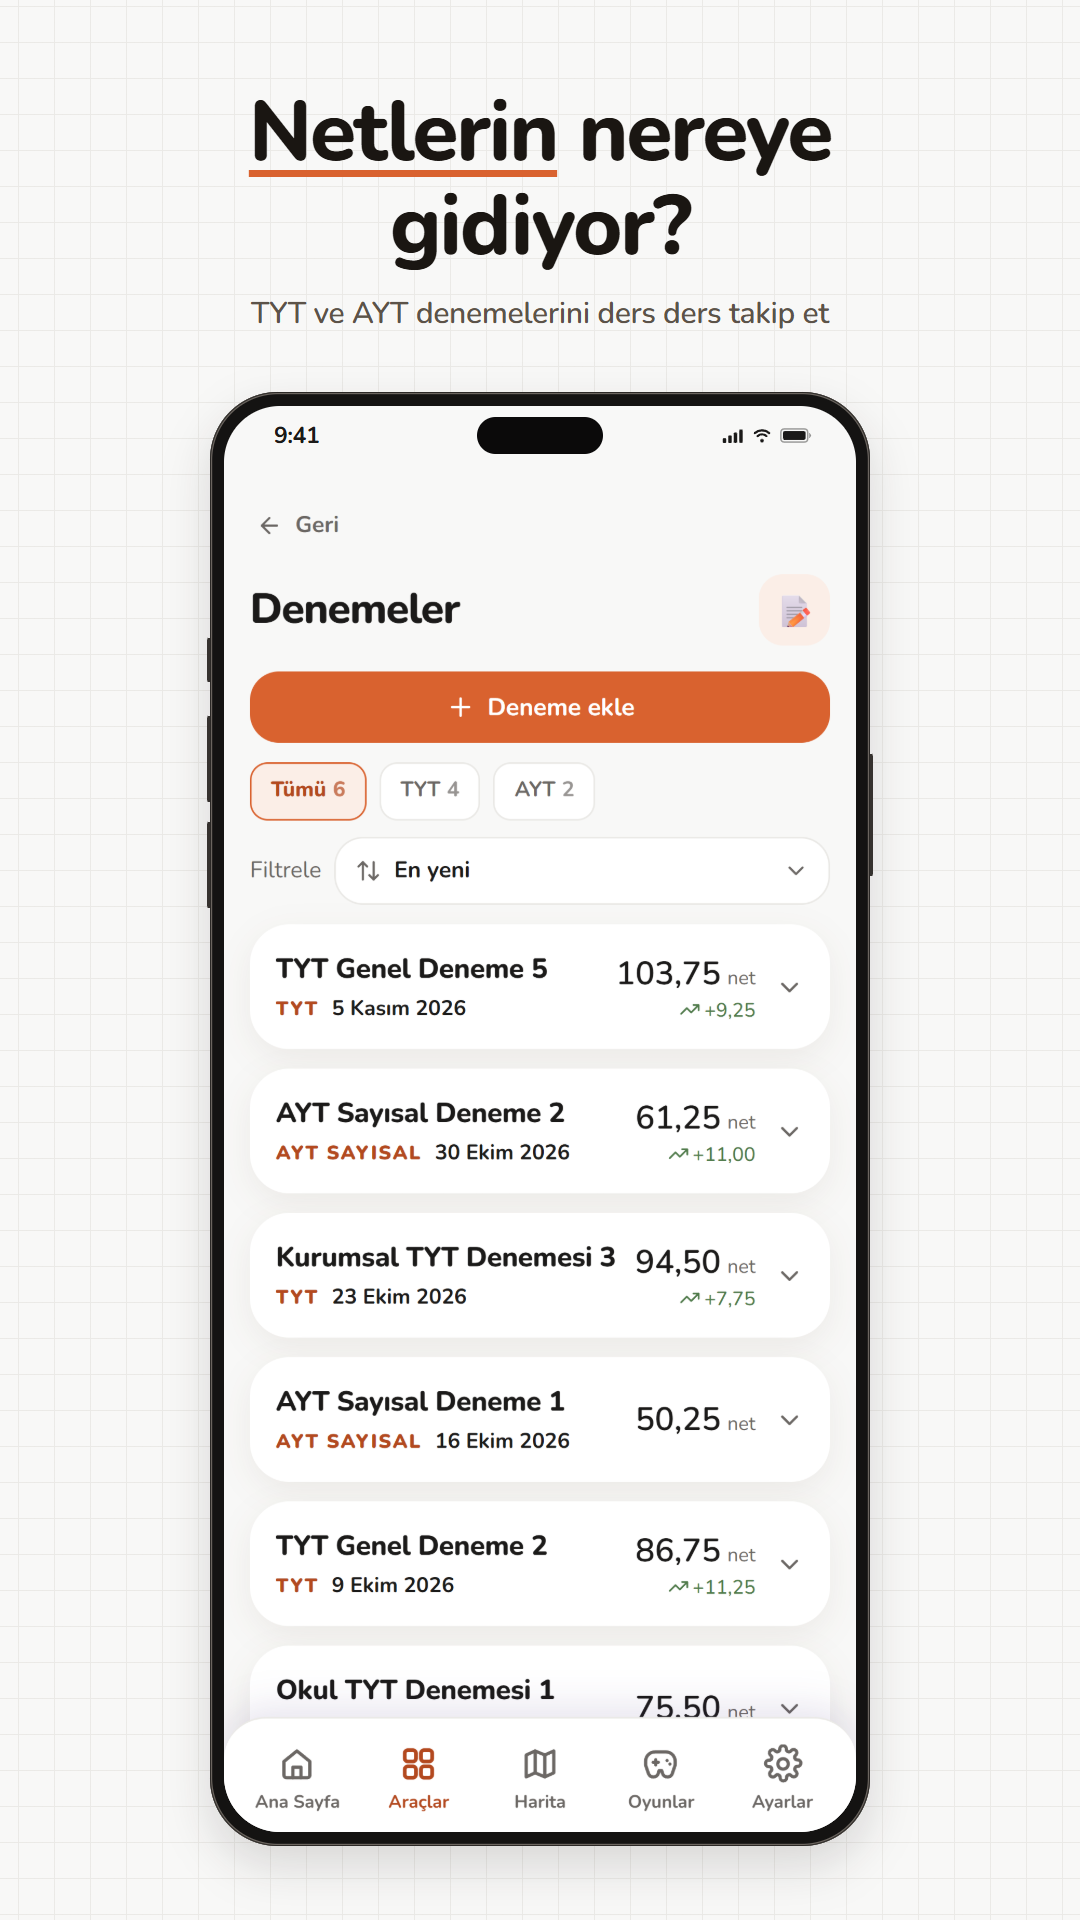 Netlerin nereye
gidiyor?
TYT ve AYT denemelerini ders ders takip et
9:41
Geri
Denemeler
Deneme ekle
Tümü 6
TYT 4
AYT 2
Filtrele
En yeni
TYT Genel Deneme 5
103,75 net
TYT 5 Kasım 2026
+9,25
AYT Sayısal Deneme 2
61,25 net
AYT SAYISAL 30 Ekim 2026
+11,00
Kurumsal TYT Denemesi 3
94,50 net
TYT 23 Ekim 2026
+7,75
AYT Sayısal Deneme 1
50,25 net
AYT SAYISAL 16 Ekim 2026
TYT Genel Deneme 2
86,75 net
TYT 9 Ekim 2026
+11,25
Okul TYT Denemesi 1
75,50 net
Ana Sayfa
Araçlar
Harita
Oyunlar
Ayarlar